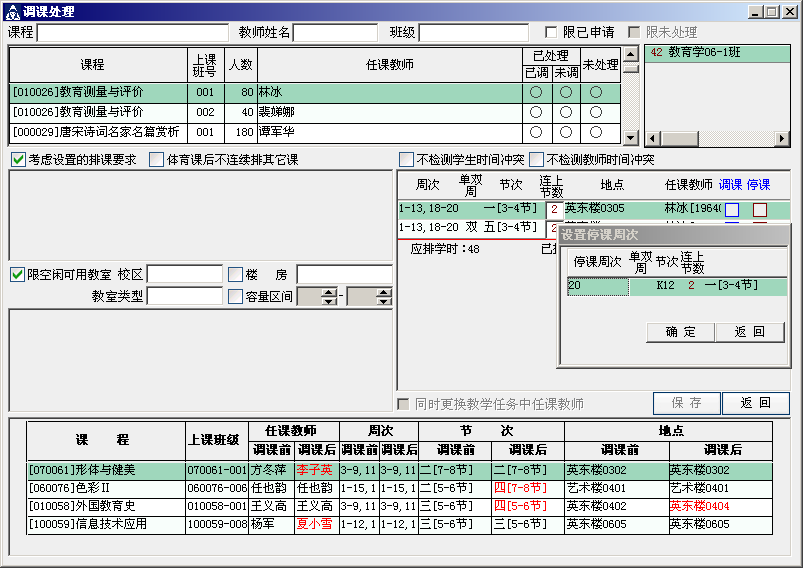 调课处理
课程 教师姓名 班级 限已申请 限未处理
课程 上课班号 人数 任课教师 已处理 已调 未调 未处理
[010026]教育测量与评价 001 80 林冰
[010026]教育测量与评价 002 40 裴娣娜
[000029]唐宋诗词名家名篇赏析 001 180 谭军华
42 教育学06-1班
考虑设置的排课要求 体育课后不连续排其它课
不检测学生时间冲突 不检测教师时间冲突
周次 单双周 节次 连上节数 地点 任课教师 调课 停课
1-13,18-20 一[3-4节] 2 英东楼0305 林冰[1964
1-13,18-20 双 五[3-4节] 2
应排学时:48
设置停课周次
停课周次 单双周 节次 连上节数
20 K12 2 一[3-4节]
确 定 返 回
限空闲可用教室 校区 楼 房
教室类型 容量区间 -
同时更换教学任务中任课教师
保 存 返 回
课 程 上课班级 任课教师 周次 节 次 地点
调课前 调课后 调课前 调课后 调课前 调课后 调课前 调课后
[070061]形体与健美 070061-001 方冬萍 李子英 3-9,11 3-9,11 二[7-8节] 二[7-8节] 英东楼0302 英东楼0302
[060076]色彩Ⅱ 060076-006 任也韵 任也韵 1-15,1 1-15,1 二[7-8节] 四[7-8节] 艺术楼0401 艺术楼0401
[010058]外国教育史 010058-001 王义高 王义高 3-9,11 3-9,11 三[5-6节] 四[5-6节] 英东楼0402 英东楼0404
[100059]信息技术应用 100059-008 杨军 夏小雪 1-12,1 1-12,1 三[5-6节] 三[5-6节] 英东楼0605 英东楼0605